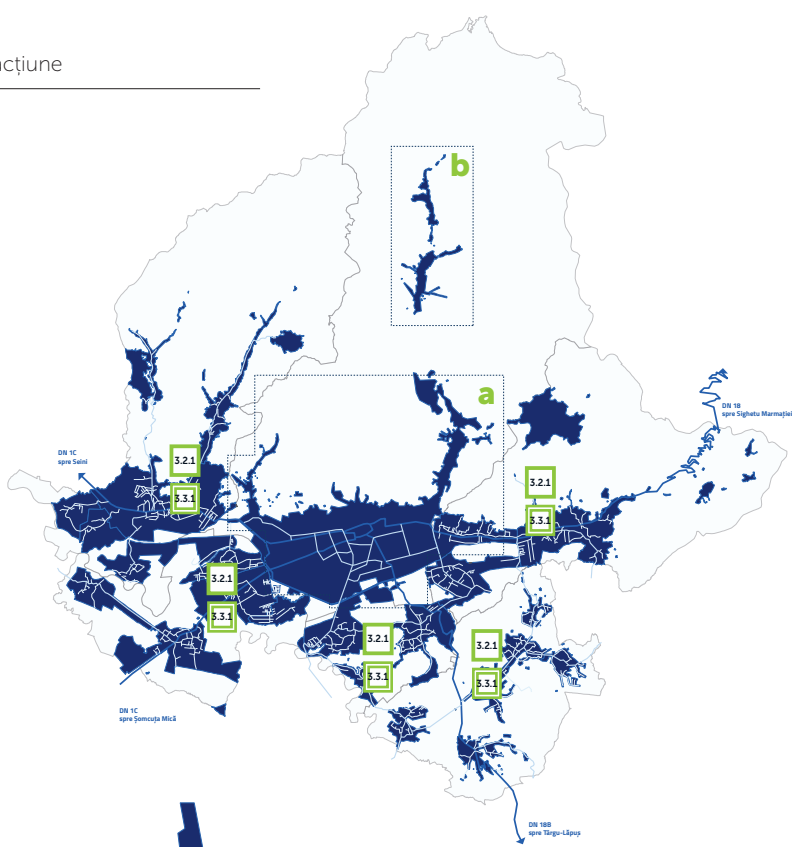 cțiune
b
a
DN 18
spre Sighetu Marmației
DN 1C
spre Seini
3.2.1
3.3.1
3.2.1
3.3.1
3.2.1
3.3.1
3.2.1
3.3.1
3.2.1
3.3.1
DN 1C
spre Șomcuța Mică
DN 18B
spre Târgu-Lăpuș